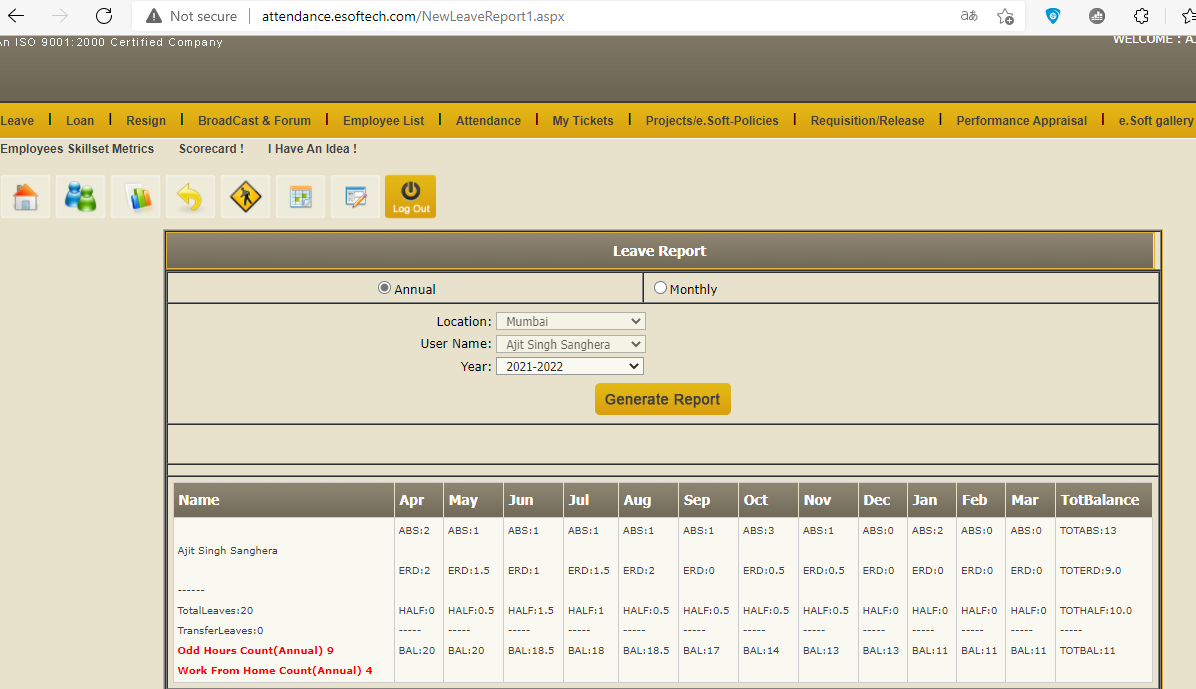 Not secure | attendance.esoftech.com/NewLeaveReport1.aspx
An ISO 9001:2000 Certified Company
WELCOME : A
Leave | Loan | Resign | BroadCast & Forum | Employee List | Attendance | My Tickets | Projects/e.Soft-Policies | Requisition/Release | Performance Appraisal | e.Soft gallery
Employees Skillset Metrics Scorecard ! I Have An Idea !
Log Out
Leave Report
Annual Monthly
Location: Mumbai
User Name: Ajit Singh Sanghera
Year: 2021-2022
Generate Report
Name Apr May Jun Jul Aug Sep Oct Nov Dec Jan Feb Mar TotBalance
ABS:2 ABS:1 ABS:1 ABS:1 ABS:1 ABS:1 ABS:3 ABS:1 ABS:0 ABS:2 ABS:0 ABS:0 TOTABS:13
Ajit Singh Sanghera
ERD:2 ERD:1.5 ERD:1 ERD:1.5 ERD:2 ERD:0 ERD:0.5 ERD:0.5 ERD:0 ERD:0 ERD:0 ERD:0 TOTERD:9.0
------
TotalLeaves:20 HALF:0 HALF:0.5 HALF:1.5 HALF:1 HALF:0.5 HALF:0.5 HALF:0.5 HALF:0.5 HALF:0 HALF:0 HALF:0 HALF:0 TOTHALF:10.0
TransferLeaves:0 ----- ----- ----- ----- ----- ----- ----- ----- ----- ----- ----- ----- -----
Odd Hours Count(Annual) 9 BAL:20 BAL:20 BAL:18.5 BAL:18 BAL:18.5 BAL:17 BAL:14 BAL:13 BAL:13 BAL:11 BAL:11 BAL:11 TOTBAL:11
Work From Home Count(Annual) 4